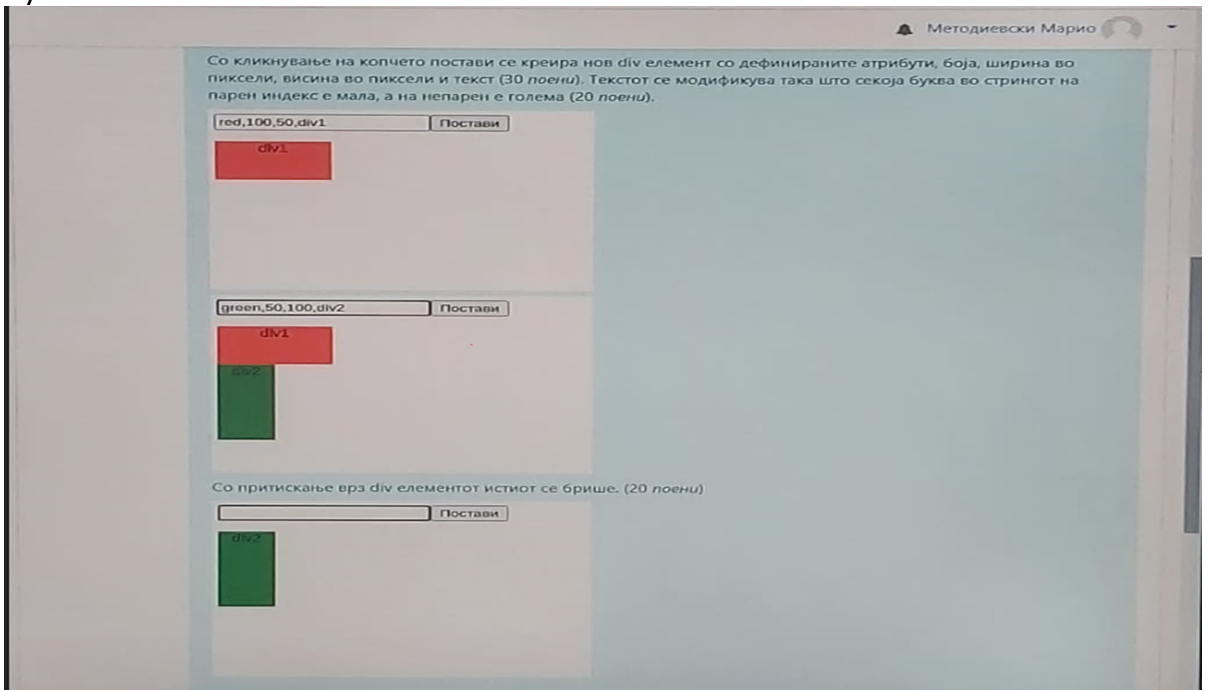 Методиевски Марио
Со кликнување на копчето постави се креира нов div елемент со дефинираните атрибути, боја, ширина во
пиксели, висина во пиксели и текст (30 поени). Текстот се модификува така што секоја буква во стрингот на
парен индекс е мала, а на непарен е голема (20 поени).
red,100,50,div1 Постави
div1
green,50,100,div2 Постави
div1
div2
Со притискање врз div елементот истиот се брише. (20 поени)
Постави
div2